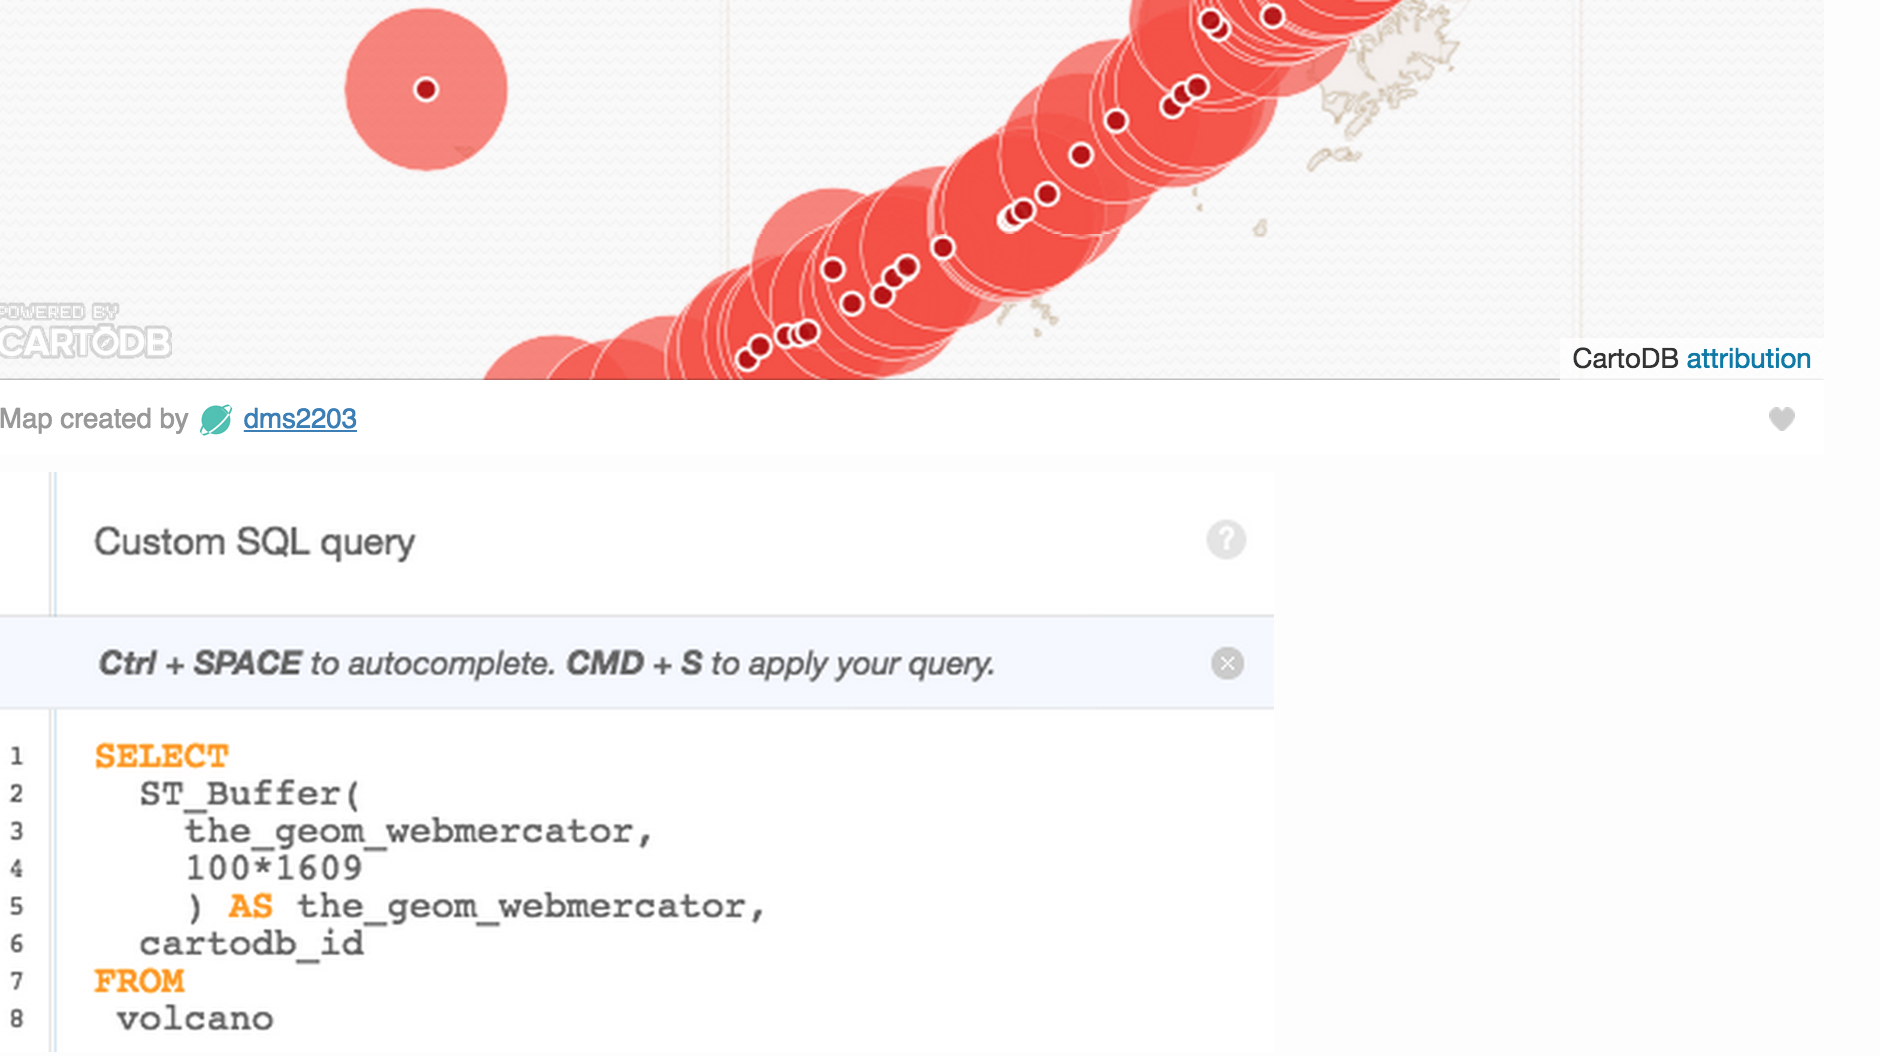 POWERED BY
CARTODB
CartoDB attribution
Map created by dms2203
Custom SQL query
?
Ctrl + SPACE to autocomplete. CMD + S to apply your query.
1 SELECT
2 ST_Buffer(
3 the_geom_webmercator,
4 100*1609
5 ) AS the_geom_webmercator,
6 cartodb_id
7 FROM
8 volcano